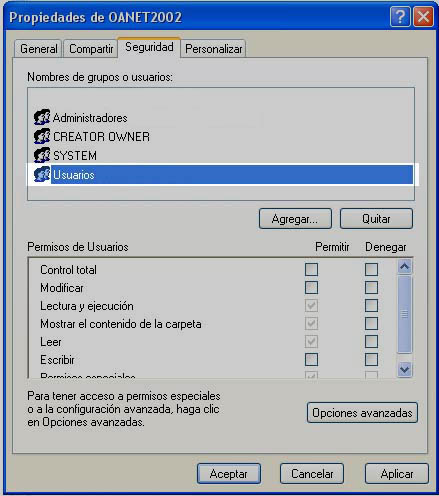 Propiedades de OANET2002
General Compartir Seguridad Personalizar
Nombres de grupos o usuarios:
Administradores
CREATOR OWNER
SYSTEM
Usuarios
Agregar... Quitar
Permisos de Usuarios Permitir Denegar
Control total
Modificar
Lectura y ejecución
Mostrar el contenido de la carpeta
Leer
Escribir
Permisos especiales
Para tener acceso a permisos especiales
o a la configuración avanzada, haga clic
en Opciones avanzadas.
Opciones avanzadas
Aceptar Cancelar Aplicar